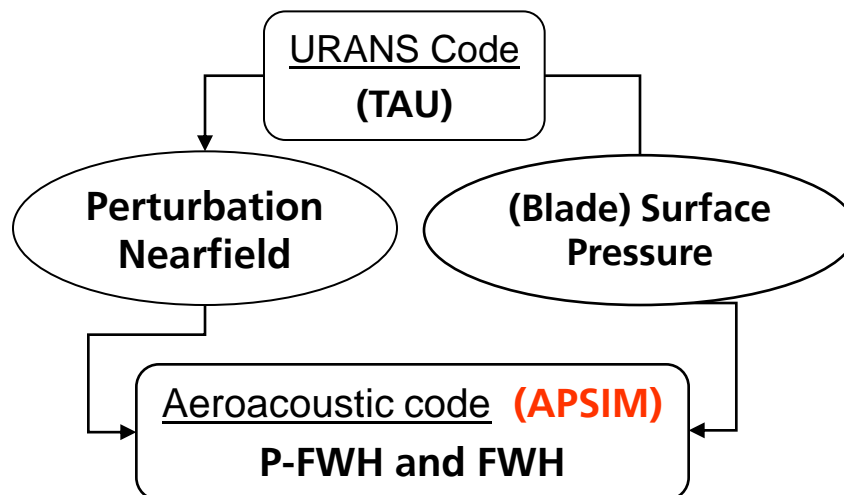 URANS Code
(TAU)
Perturbation
Nearfield
(Blade) Surface
Pressure
Aeroacoustic code (APSIM)
P-FWH and FWH